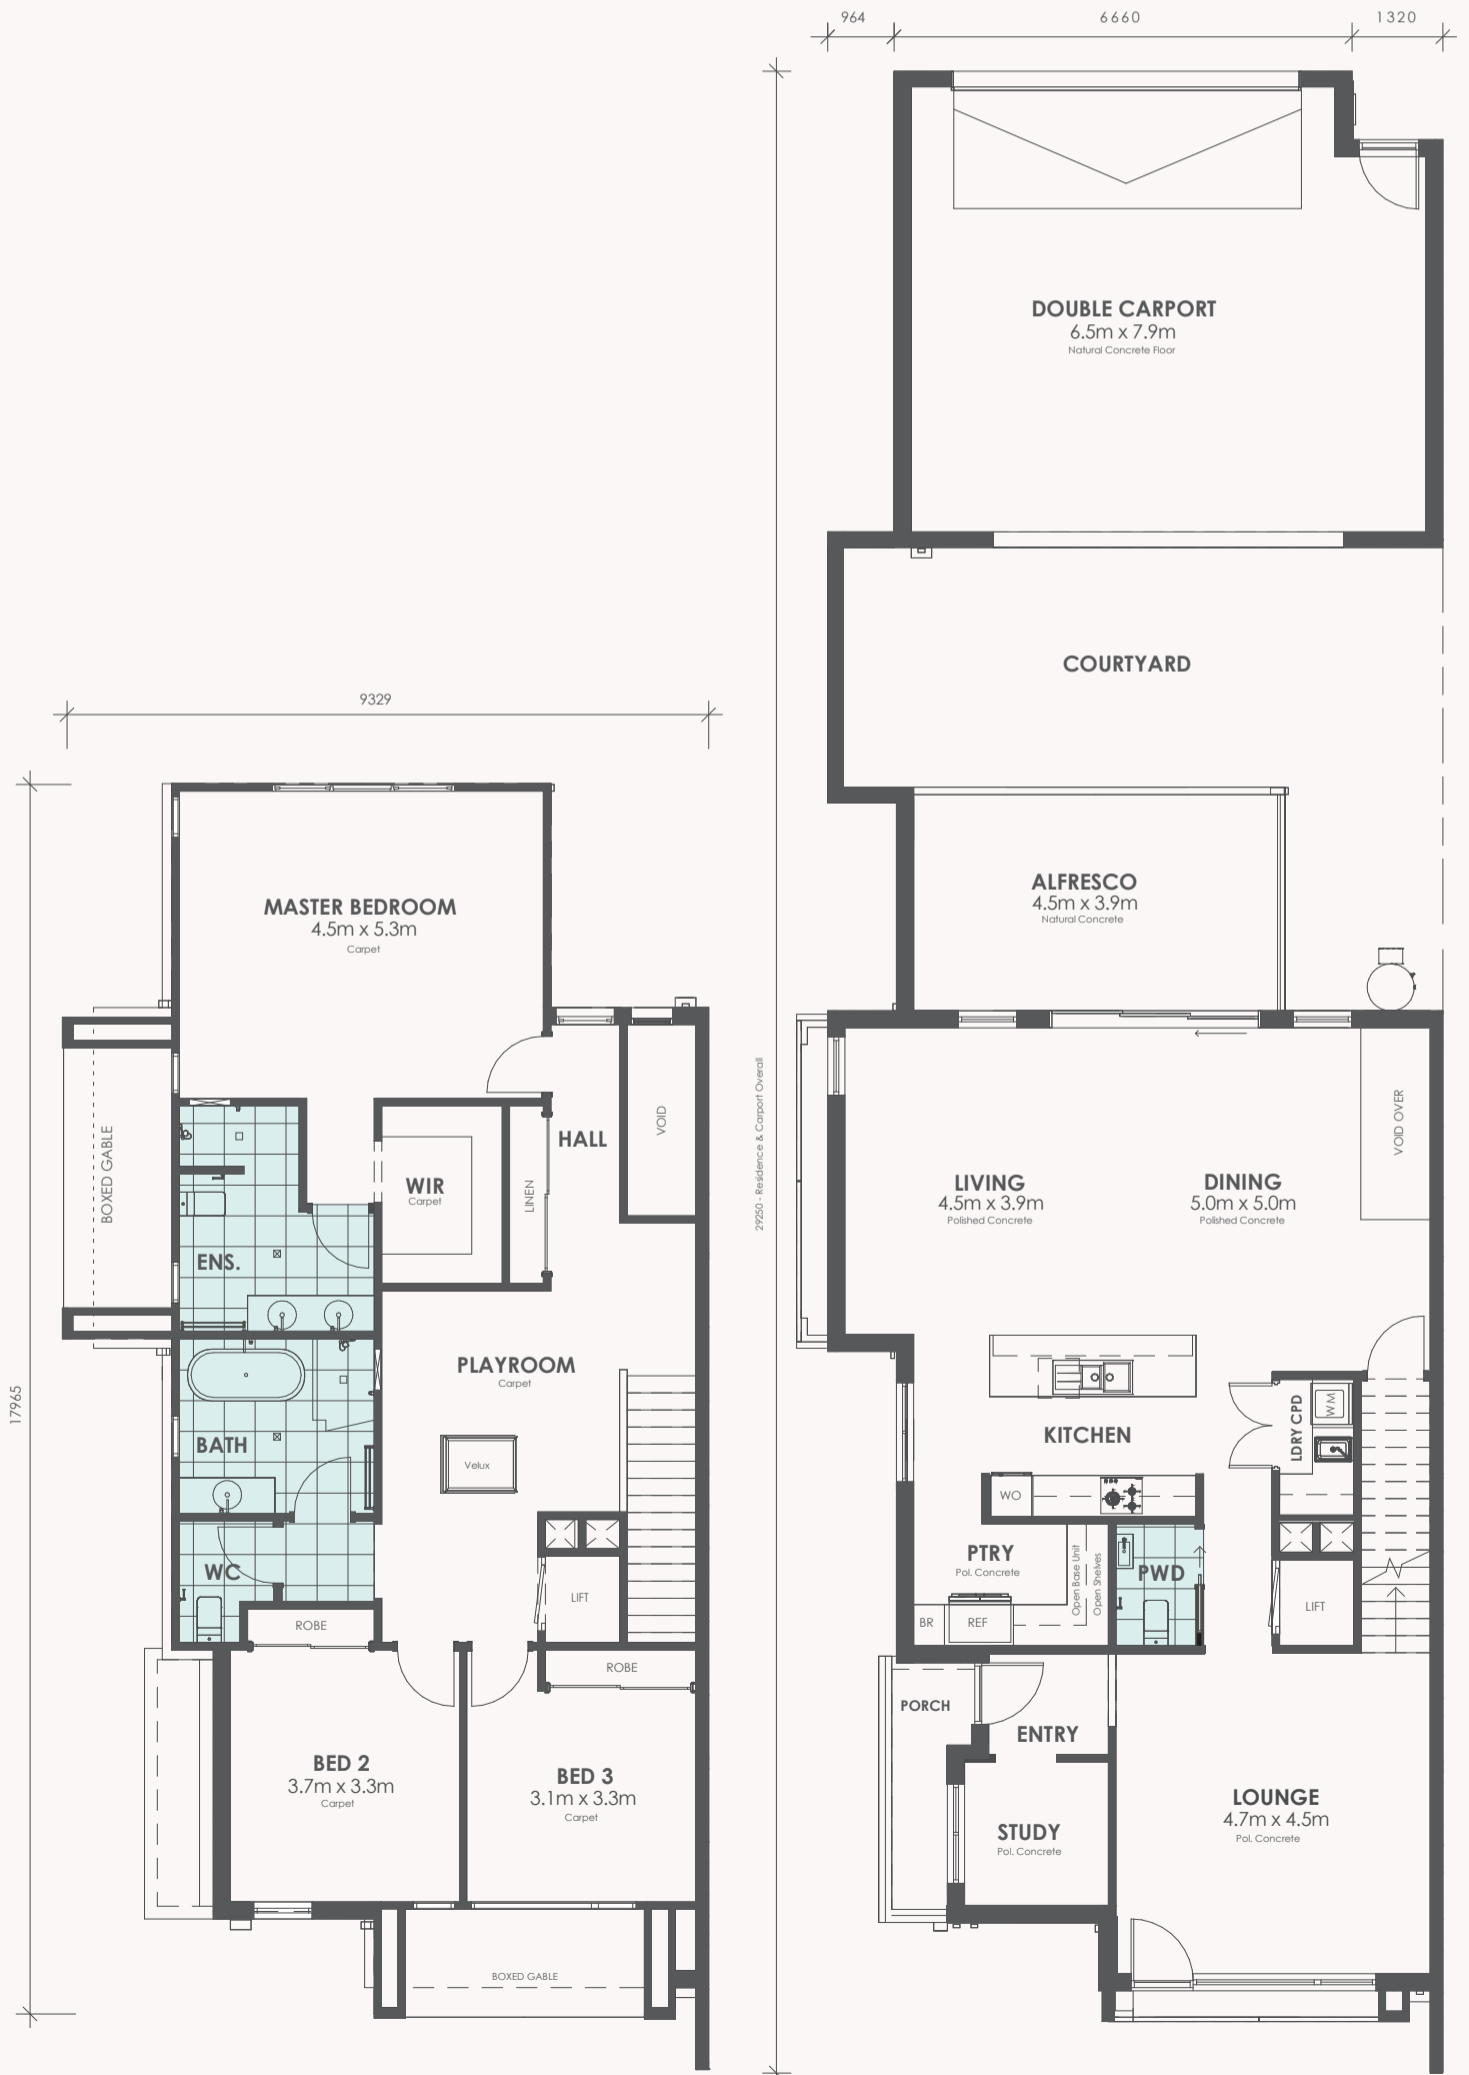 964
6660
1320
DOUBLE CARPORT
6.5m x 7.9m
Natural Concrete Floor
COURTYARD
ALFRESCO
4.5m x 3.9m
Natural Concrete
29250 - Residence & Carport Overall
VOID OVER
LIVING
4.5m x 3.9m
Polished Concrete
DINING
5.0m x 5.0m
Polished Concrete
KITCHEN
LDRY CPD
WM
WO
PTRY
Pol. Concrete
Open Base Unit
Open Shelves
PWD
BR
REF
LIFT
PORCH
ENTRY
STUDY
Pol. Concrete
LOUNGE
4.7m x 4.5m
Pol. Concrete
9329
17965
MASTER BEDROOM
4.5m x 5.3m
Carpet
BOXED GABLE
WIR
Carpet
LINEN
HALL
VOID
ENS.
PLAYROOM
Carpet
BATH
Velux
WC
LIFT
ROBE
ROBE
BED 2
3.7m x 3.3m
Carpet
BED 3
3.1m x 3.3m
Carpet
BOXED GABLE